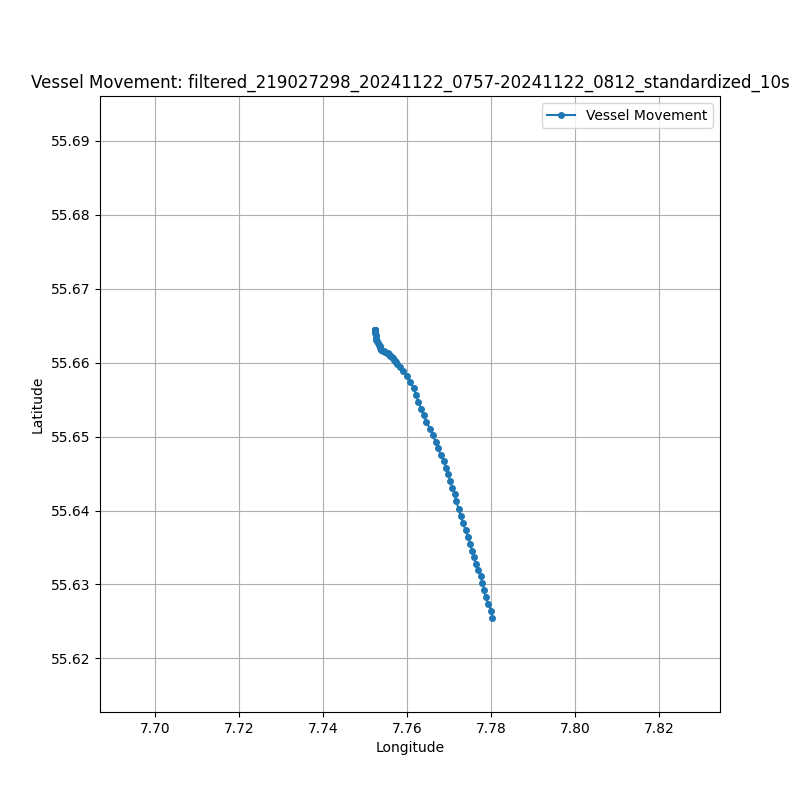 Vessel Movement: filtered_219027298_20241122_0757-20241122_0812_standardized_10s
Vessel Movement
55.69
55.68
55.67
55.66
55.65
55.64
55.63
55.62
Latitude
7.70 7.72 7.74 7.76 7.78 7.80 7.82
Longitude